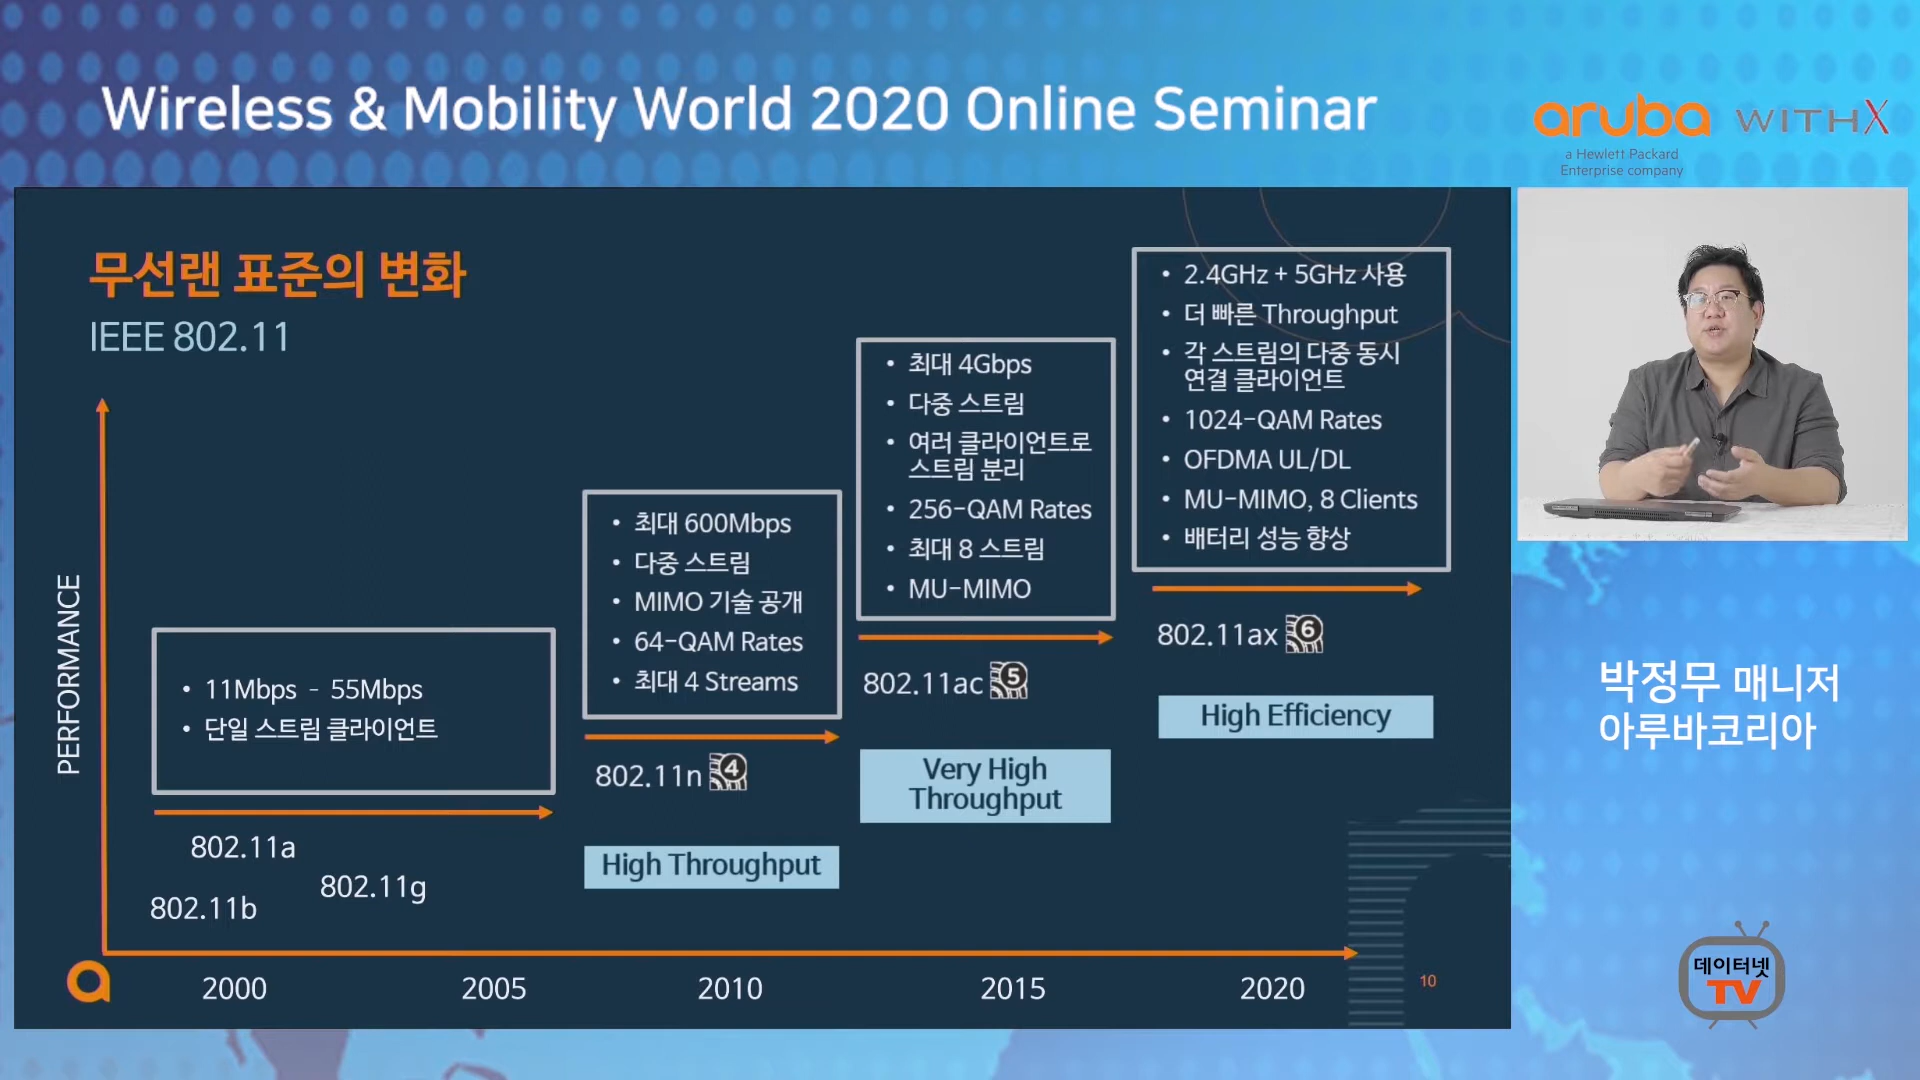 Wireless & Mobility World 2020 Online Seminar
aruba
a Hewlett Packard
Enterprise company
WITHX
무선랜 표준의 변화
IEEE 802.11
PERFORMANCE
• 11Mbps - 55Mbps
• 단일 스트림 클라이언트
802.11a
802.11g
802.11b
• 최대 600Mbps
• 다중 스트림
• MIMO 기술 공개
• 64-QAM Rates
• 최대 4 Streams
802.11n 4
High Throughput
• 최대 4Gbps
• 다중 스트림
• 여러 클라이언트로
스트림 분리
• 256-QAM Rates
• 최대 8 스트림
• MU-MIMO
802.11ac 5
Very High
Throughput
• 2.4GHz + 5GHz 사용
• 더 빠른 Throughput
• 각 스트림의 다중 동시
연결 클라이언트
• 1024-QAM Rates
• OFDMA UL/DL
• MU-MIMO, 8 Clients
• 배터리 성능 향상
802.11ax 6
High Efficiency
2000
2005
2010
2015
2020
10
박정무 매니저
아루바코리아
데이터넷
TV